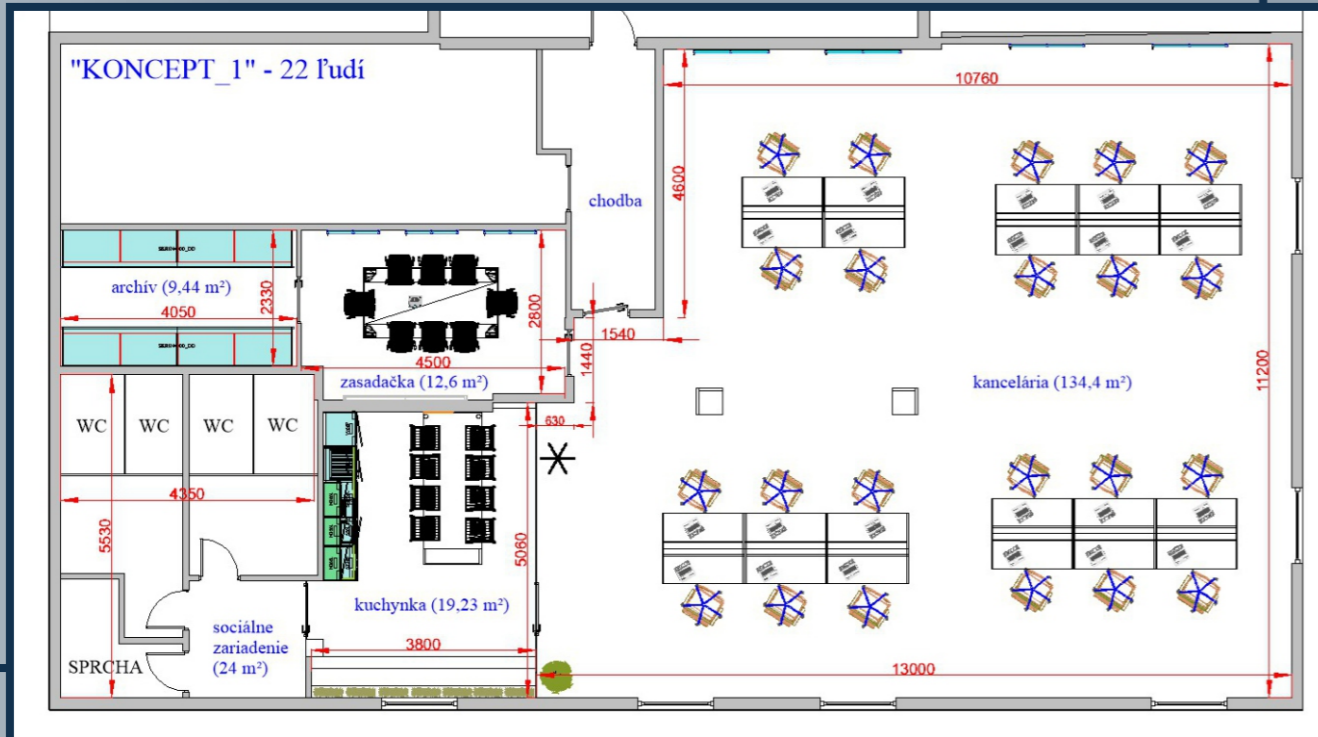 "KONCEPT_1" - 22 ľudí
10760
4600
chodba
archív (9,44 m²)
4050
2330
2800
4500
zasadačka (12,6 m²)
1540
1440
630
kancelária (134,4 m²)
11200
WC
WC
WC
WC
4350
5530
5060
kuchynka (19,23 m²)
3800
sociálne
zariadenie
(24 m²)
SPRCHA
13000